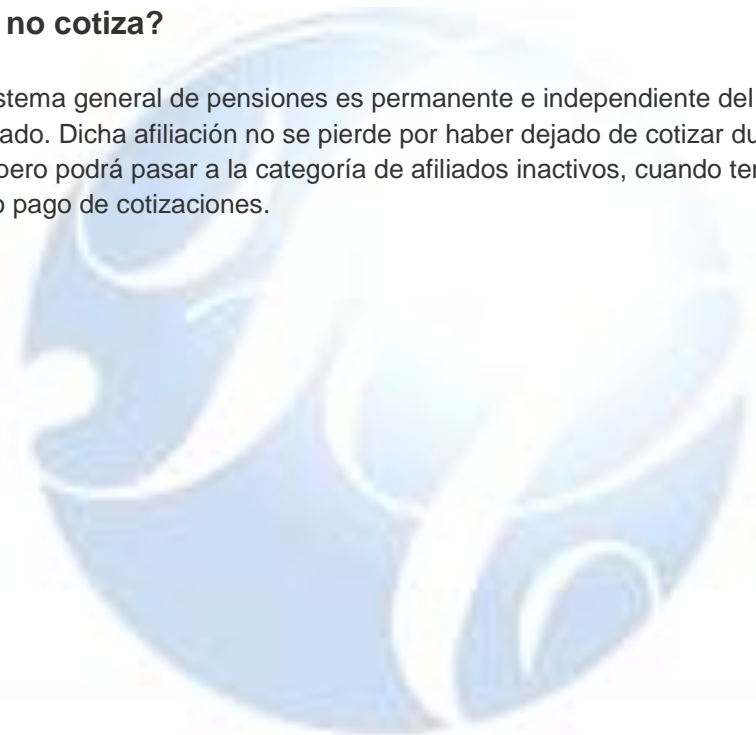 no cotiza?
stema general de pensiones es permanente e independiente del
ado. Dicha afiliación no se pierde por haber dejado de cotizar du
pero podrá pasar a la categoría de afiliados inactivos, cuando ter
o pago de cotizaciones.